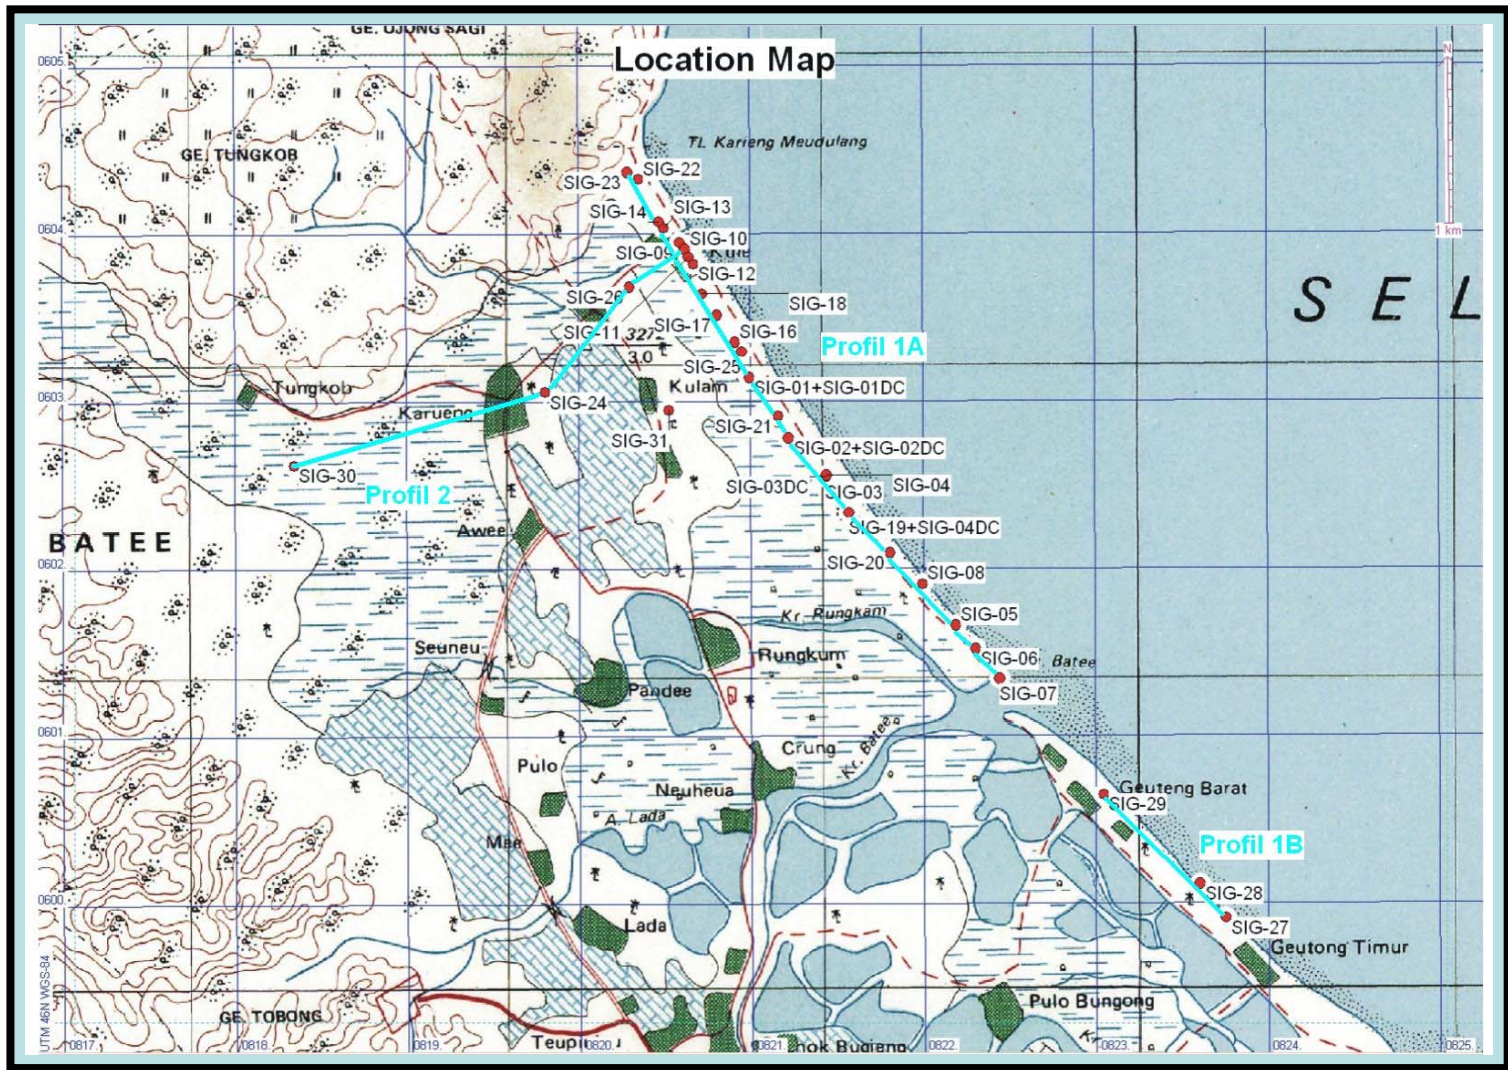 GE. UJONG SAGI
Location Map
N
0605.
TL Karieng Meudulang
GE. TUNGKOB
SIG-22
SIG-23
SIG-13
SIG-14
0604
1 km
SIG-10
SIG-09
Kule
SIG-12
SIG-26
SIG-18
S E L
SIG-11
327
SIG-17
SIG-16
3.0
Profil 1A
SIG-25
Tungkob
Kulam
SIG-01+SIG-01DC
0603
Karueng
SIG-24
SIG-21
SIG-31
SIG-02+SIG-02DC
SIG-30
SIG-03DC
SIG-04
Profil 2
SIG-03
SIG-19+SIG-04DC
Awee
BATEE
0602.
SIG-20
SIG-08
Kr. Rungkam
SIG-05
Seuneu
Rungkum
SIG-06
Batee
Pandee
SIG-07
0601
Crung
Kr. Batee
Pulo
Neuheua
Geuteng Barat
SIG-29
A. Lada
Mee
Profil 1B
0600.
SIG-28
Lada
SIG-27
Geutong Timur
Pulo Bungong
GE. TOBONG
UTM 46N WGS-84
Teupin
Kr.
0817.
0818.
0819.
0820.
0821
0822.
0823.
0824.
0825.